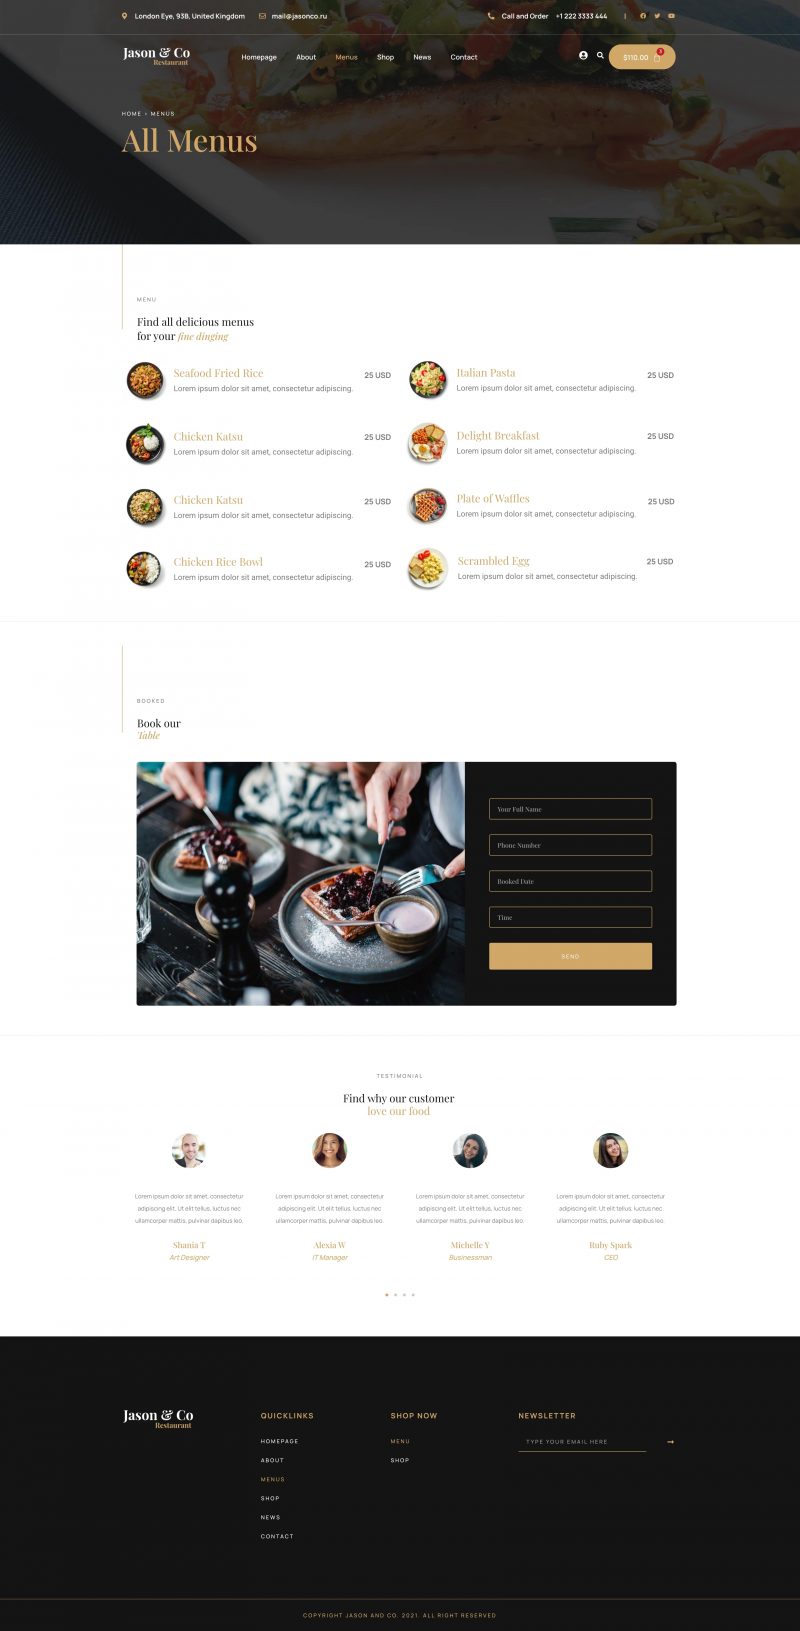 London Eye, 93B, United Kingdom
mail@jasonco.ru
Call and Order +1 222 3333 444
|
Jason & Co
Restaurant
Homepage
About
Menus
Shop
News
Contact
$110.00
3
HOME > MENUS
All Menus
MENU
Find all delicious menus
for your fine dinging
Seafood Fried Rice
25 USD
Lorem ipsum dolor sit amet, consectetur adipiscing.
Italian Pasta
25 USD
Lorem ipsum dolor sit amet, consectetur adipiscing.
Chicken Katsu
25 USD
Lorem ipsum dolor sit amet, consectetur adipiscing.
Delight Breakfast
25 USD
Lorem ipsum dolor sit amet, consectetur adipiscing.
Chicken Katsu
25 USD
Lorem ipsum dolor sit amet, consectetur adipiscing.
Plate of Waffles
25 USD
Lorem ipsum dolor sit amet, consectetur adipiscing.
Chicken Rice Bowl
25 USD
Lorem ipsum dolor sit amet, consectetur adipiscing.
Scrambled Egg
25 USD
Lorem ipsum dolor sit amet, consectetur adipiscing.
BOOKED
Book our
Table
Your Full Name
Phone Number
Booked Date
Time
SEND
TESTIMONIAL
Find why our customer
love our food
Lorem ipsum dolor sit amet, consectetur
adipiscing elit. Ut elit tellus, luctus nec
ullamcorper mattis, pulvinar dapibus leo.
Shania T
Art Designer
Lorem ipsum dolor sit amet, consectetur
adipiscing elit. Ut elit tellus, luctus nec
ullamcorper mattis, pulvinar dapibus leo.
Alexia W
IT Manager
Lorem ipsum dolor sit amet, consectetur
adipiscing elit. Ut elit tellus, luctus nec
ullamcorper mattis, pulvinar dapibus leo.
Michelle Y
Businessman
Lorem ipsum dolor sit amet, consectetur
adipiscing elit. Ut elit tellus, luctus nec
ullamcorper mattis, pulvinar dapibus leo.
Ruby Spark
CEO
Jason & Co
Restaurant
QUICKLINKS
HOMEPAGE
ABOUT
MENUS
SHOP
NEWS
CONTACT
SHOP NOW
MENU
SHOP
NEWSLETTER
TYPE YOUR EMAIL HERE
COPYRIGHT JASON AND CO. 2021. ALL RIGHT RESERVED